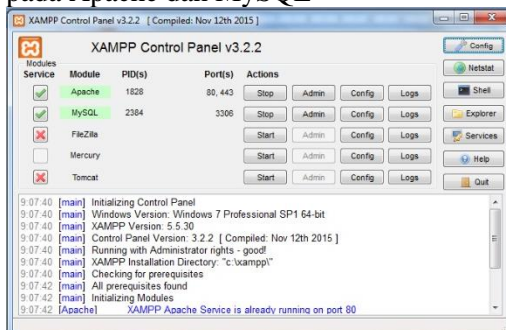 pada Apache dan MySQL
XAMPP Control Panel v3.2.2 [ Compiled: Nov 12th 2015 ]
XAMPP Control Panel v3.2.2
Config
Modules
Service Module PID(s) Port(s) Actions
Netstat
Apache 1828 80, 443 Stop Admin Config Logs
Shell
MySQL 2384 3306 Stop Admin Config Logs
Explorer
FileZilla Start Admin Config Logs
Services
Mercury Start Admin Config Logs
Help
Tomcat Start Admin Config Logs
Quit
9:07:40 [main] Initializing Control Panel
9:07:40 [main] Windows Version: Windows 7 Professional SP1 64-bit
9:07:40 [main] XAMPP Version: 5.5.30
9:07:40 [main] Control Panel Version: 3.2.2 [ Compiled: Nov 12th 2015 ]
9:07:40 [main] Running with Administrator rights - good!
9:07:40 [main] XAMPP Installation Directory: "c:\xampp\"
9:07:40 [main] Checking for prerequisites
9:07:42 [main] All prerequisites found
9:07:42 [main] Initializing Modules
9:07:42 [Apache] XAMPP Apache Service is already running on port 80